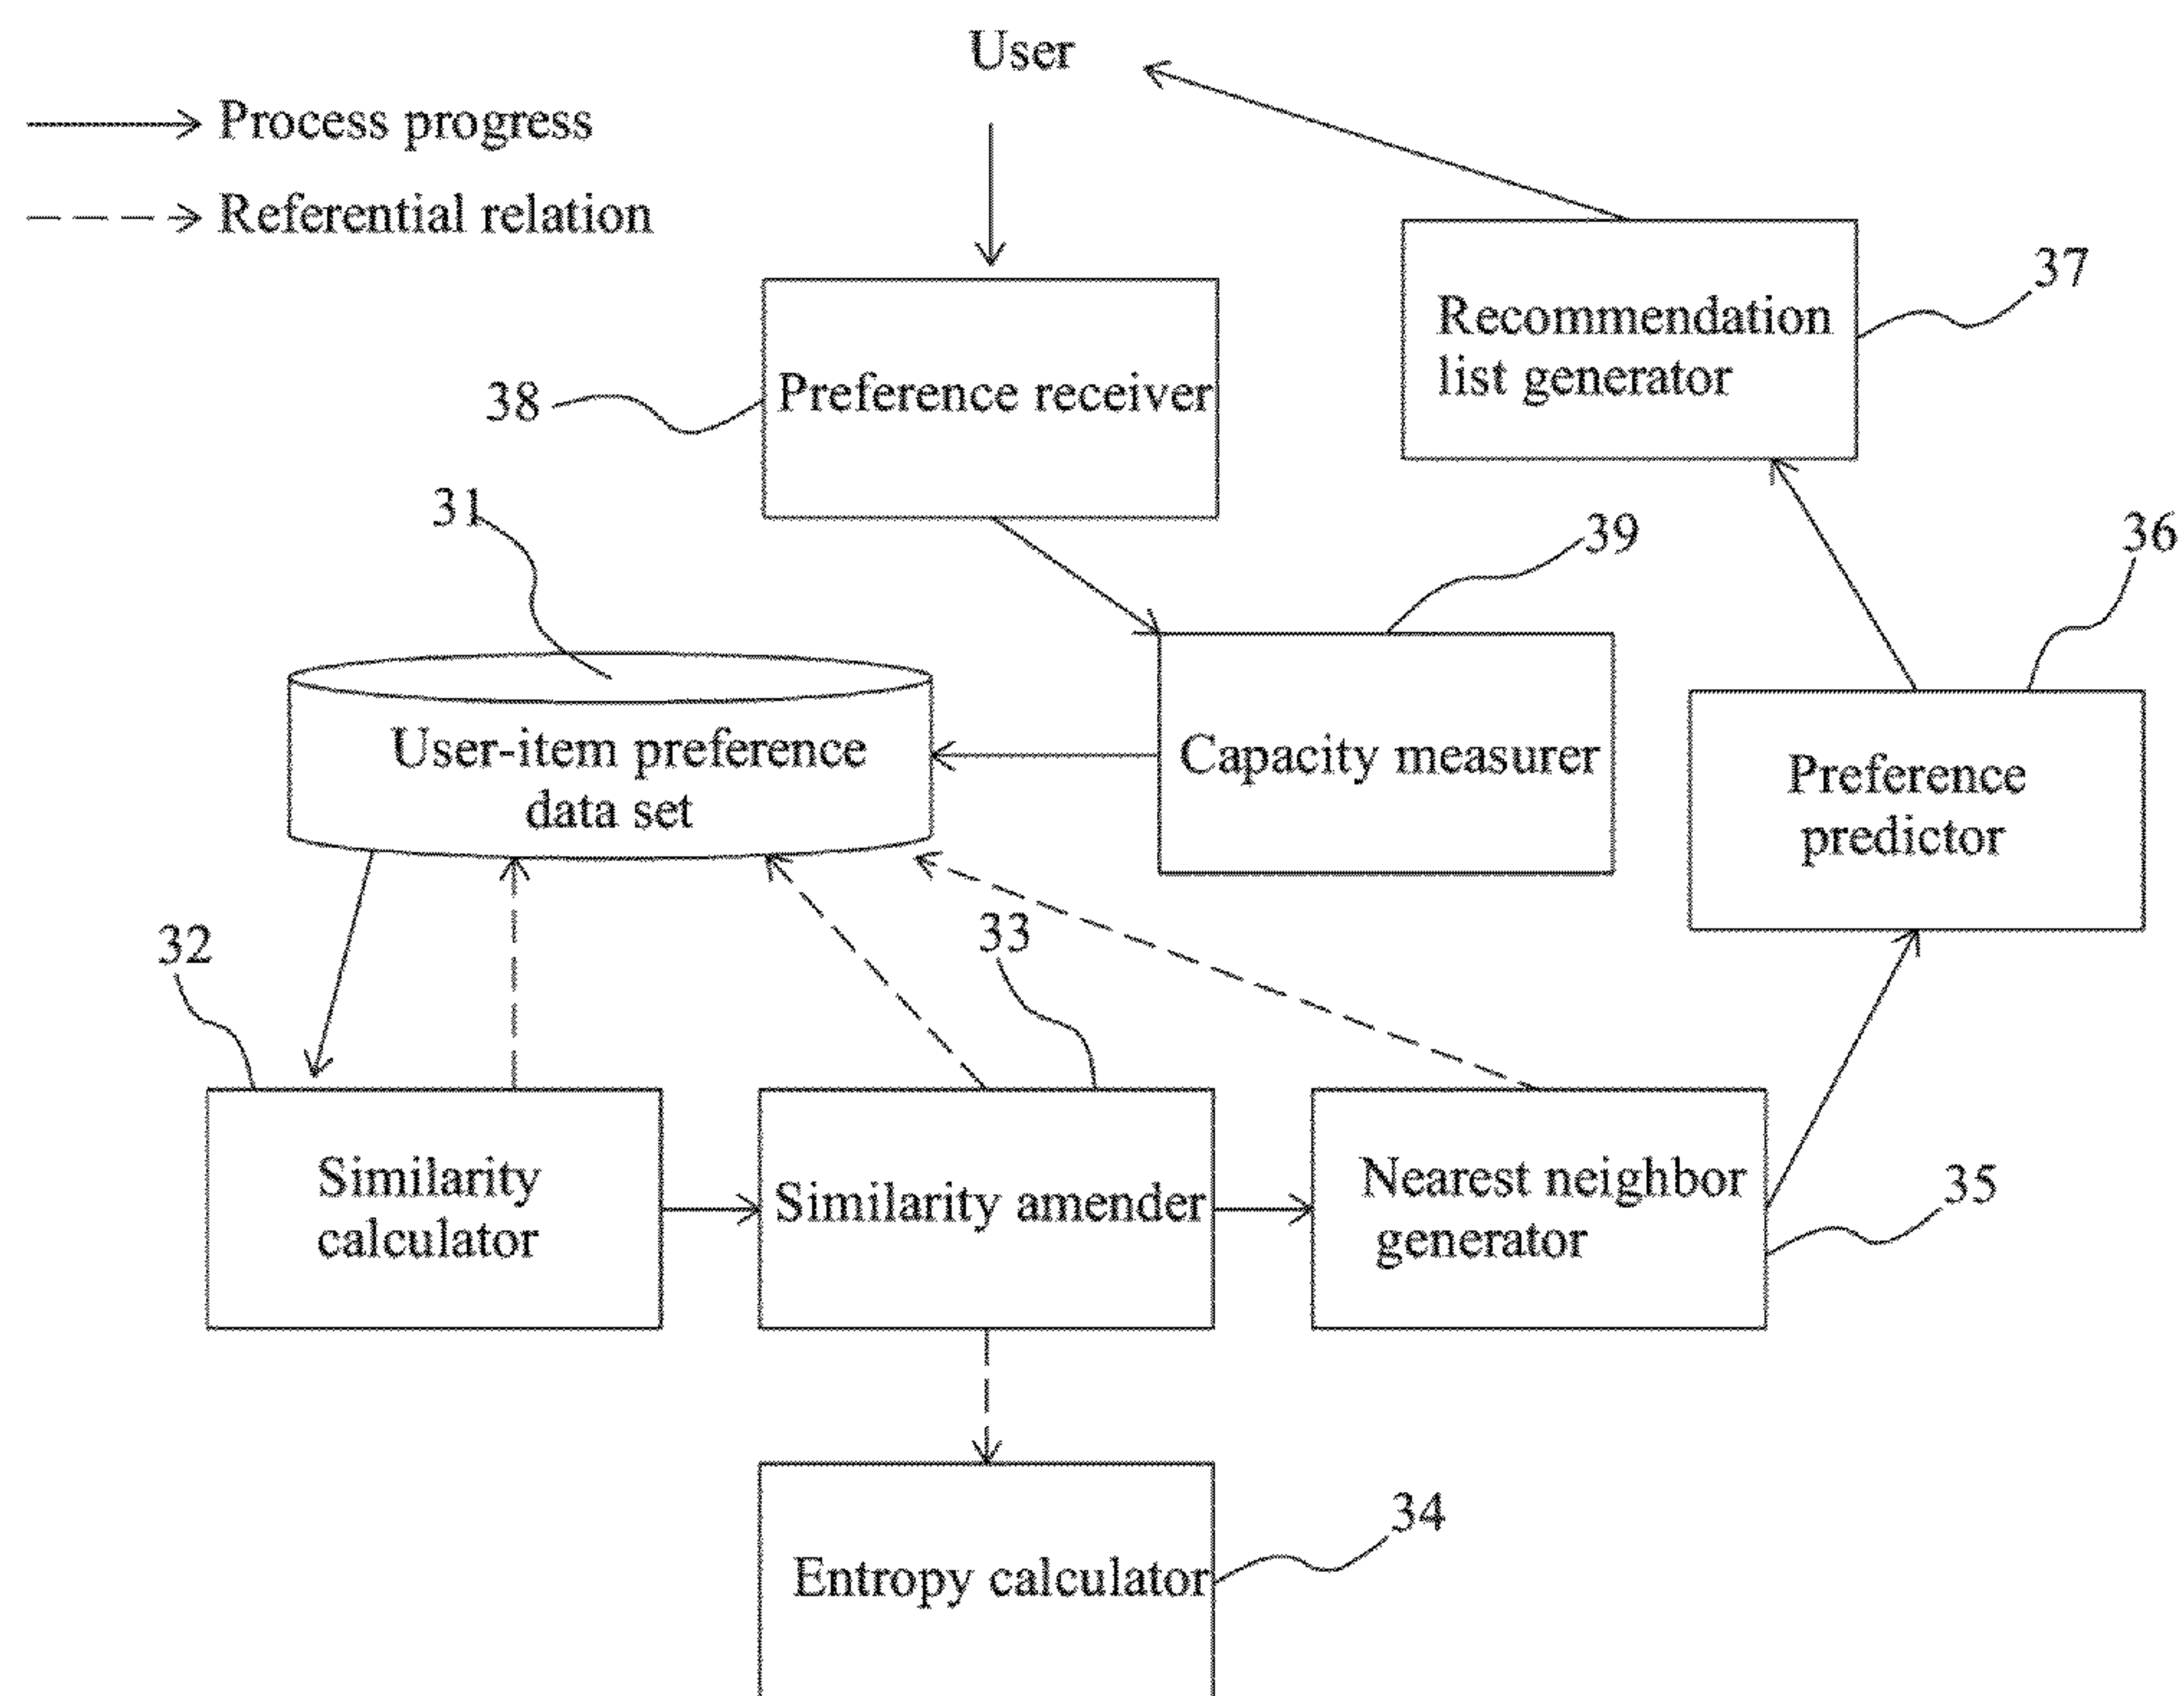 User
Process progress
Referential relation
37
Recommendation
list generator
38
Preference receiver
31
39
36
User-item preference
data set
Capacity measurer
Preference
predictor
32
33
Similarity
calculator
Similarity amender
Nearest neighbor
generator
35
34
Entropy calculator